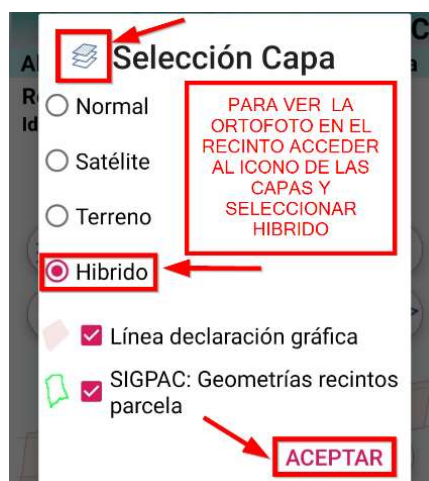 C
A
Selección Capa
a
R
Id
Normal
PARA VER LA
ORTOFOTO EN EL
RECINTO ACCEDER
AL ICONO DE LAS
CAPAS Y
SELECCIONAR
HIBRIDO
Satélite
Terreno
Hibrido
Línea declaración gráfica
SIGPAC: Geometrías recintos
parcela
ACEPTAR